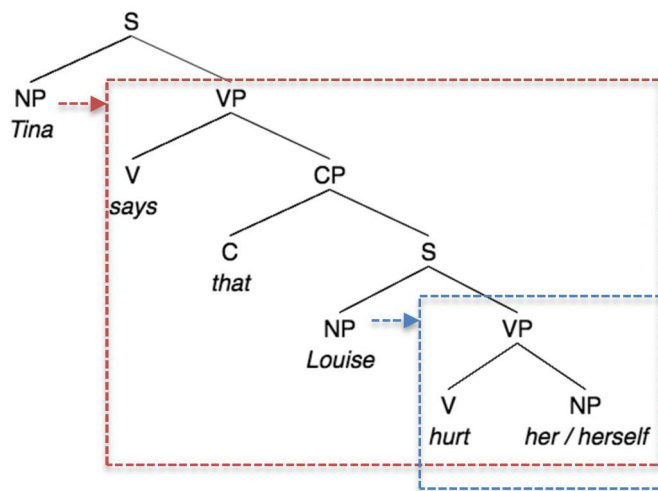 S
NP VP
Tina
V CP
says
C S
that
NP VP
Louise
V NP
hurt her / herself